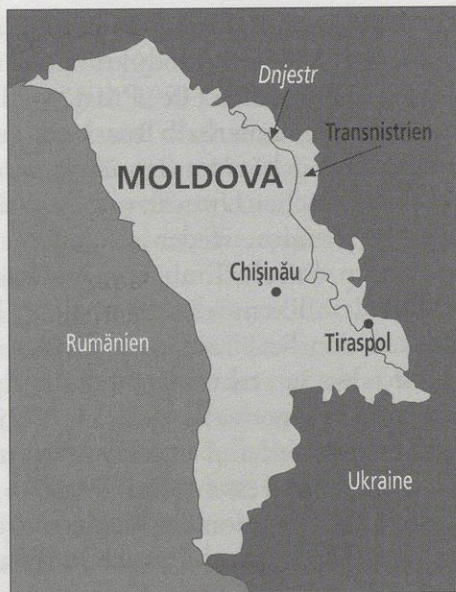 Dnjestr
Transnistrien
MOLDOVA
Chişinău
Rumänien
Tiraspol
Ukraine